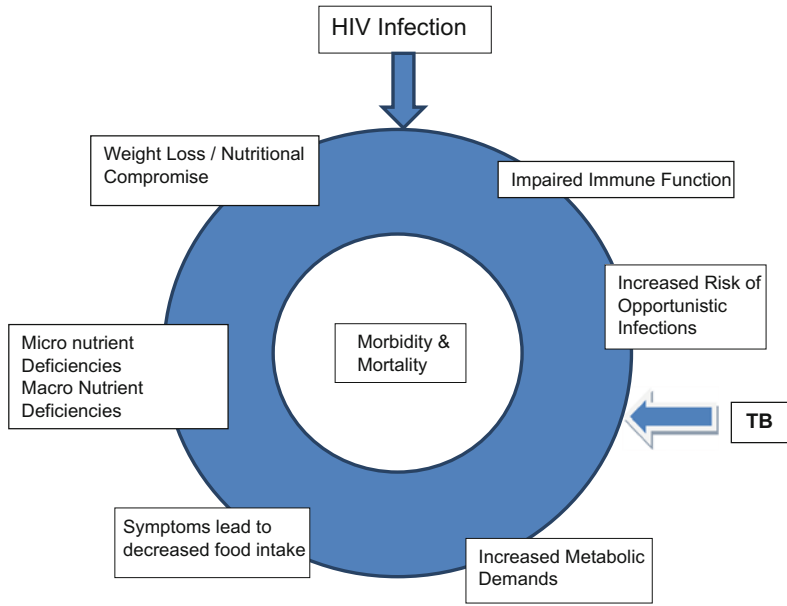 HIV Infection
Weight Loss / Nutritional
Compromise
Impaired Immune Function
Increased Risk of
Opportunistic
Infections
Micro nutrient
Deficiencies
Macro Nutrient
Deficiencies
Morbidity &
Mortality
TB
Symptoms lead to
decreased food intake
Increased Metabolic
Demands